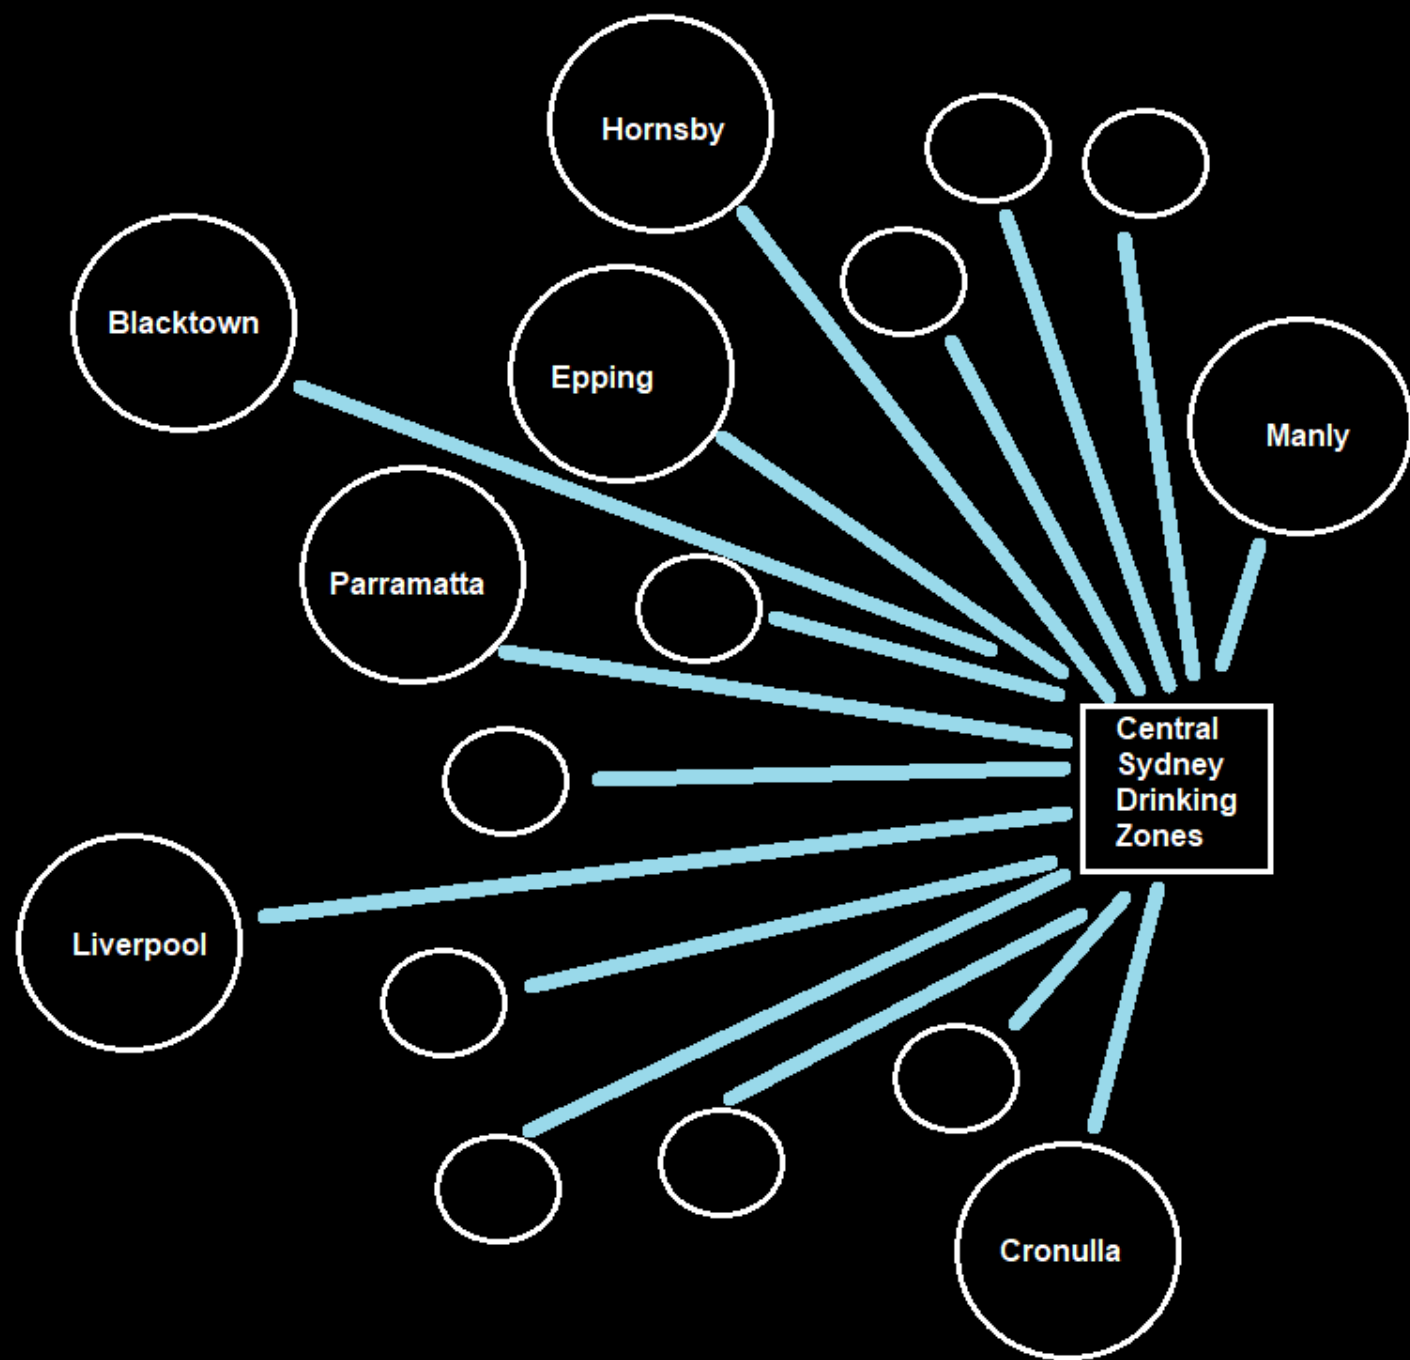 Hornsby
Blacktown
Epping
Manly
Parramatta
Central
Sydney
Drinking
Zones
Liverpool
Cronulla